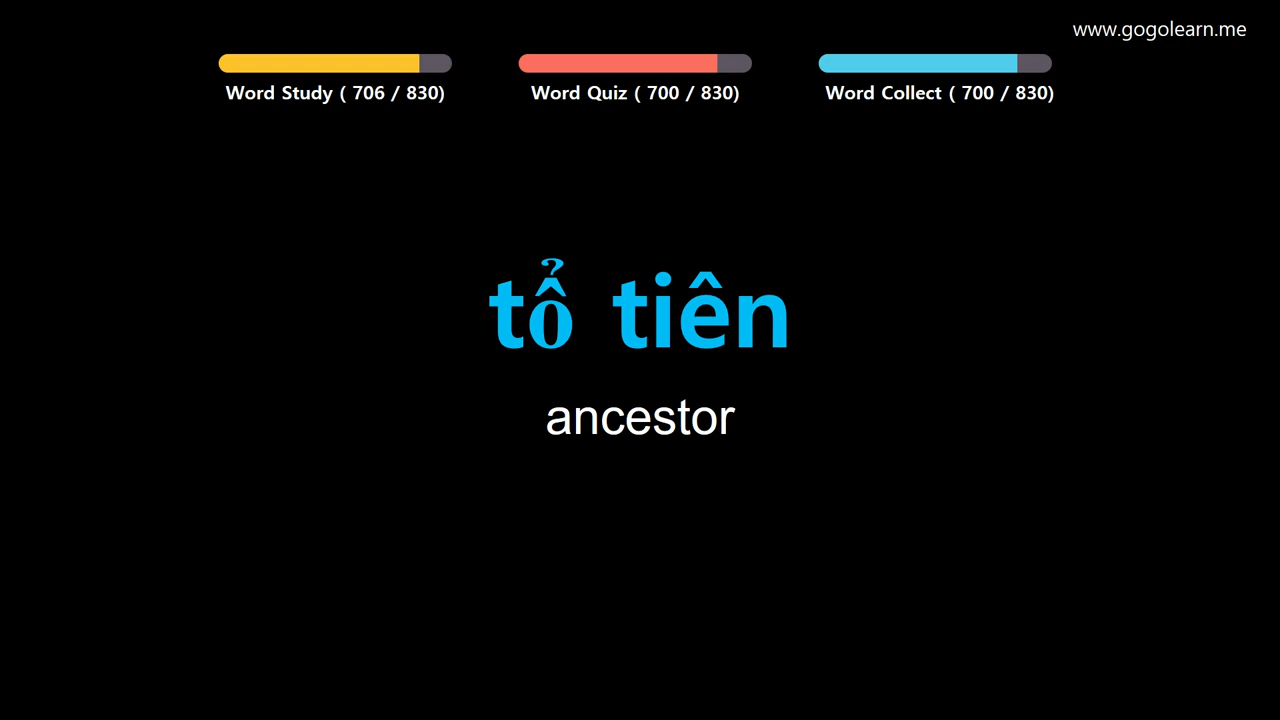 www.gogolearn.me
Word Study ( 706 / 830)
Word Quiz ( 700 / 830)
Word Collect ( 700 / 830)
tổ tiên
ancestor